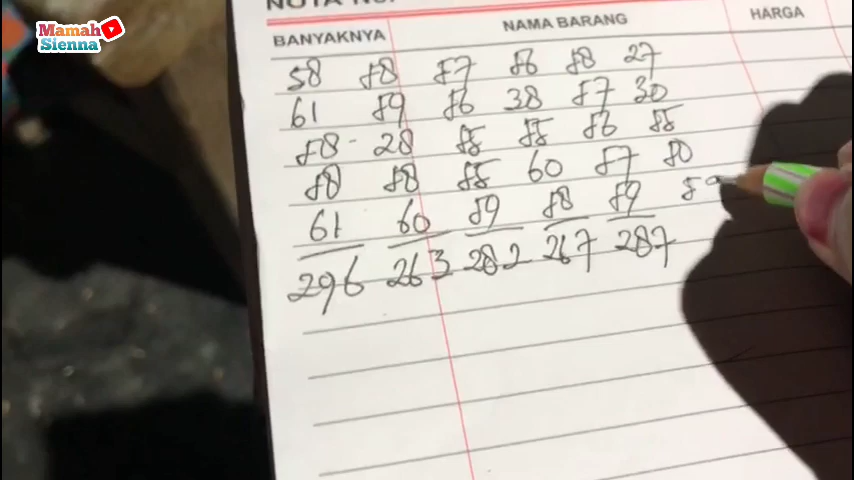 Mamah
Sienna
NOTA NO.
BANYAKNYA NAMA BARANG HARGA
58 58 57 56 58 27
61 59 56 38 57 30
58 - 28 55 55 56 55
58 58 55 60 57 50
61 60 59 58 59 5
296 263 282 267 287